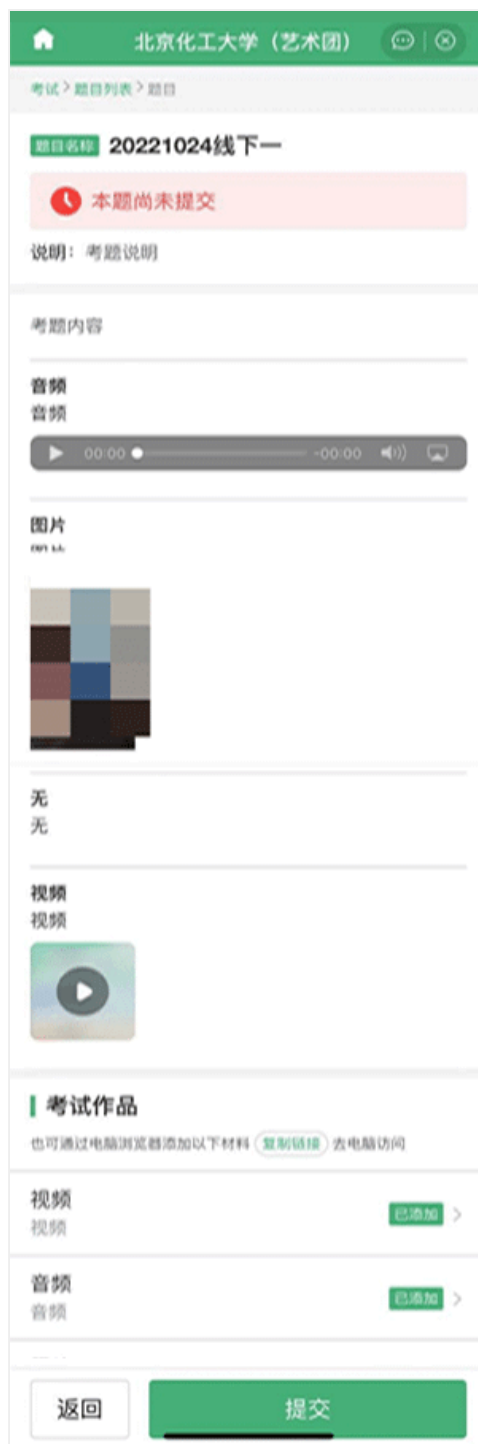 北京化工大学（艺术团）
考试>题目列表>题目
题目名称 20221024线下一
本题尚未提交
说明：考题说明
考题内容
音频
音频
00:00 -00:00
图片
无
无
视频
视频
考试作品
也可通过电脑浏览器添加以下材料 复制链接 去电脑访问
视频
视频
已添加
音频
音频
已添加
返回
提交